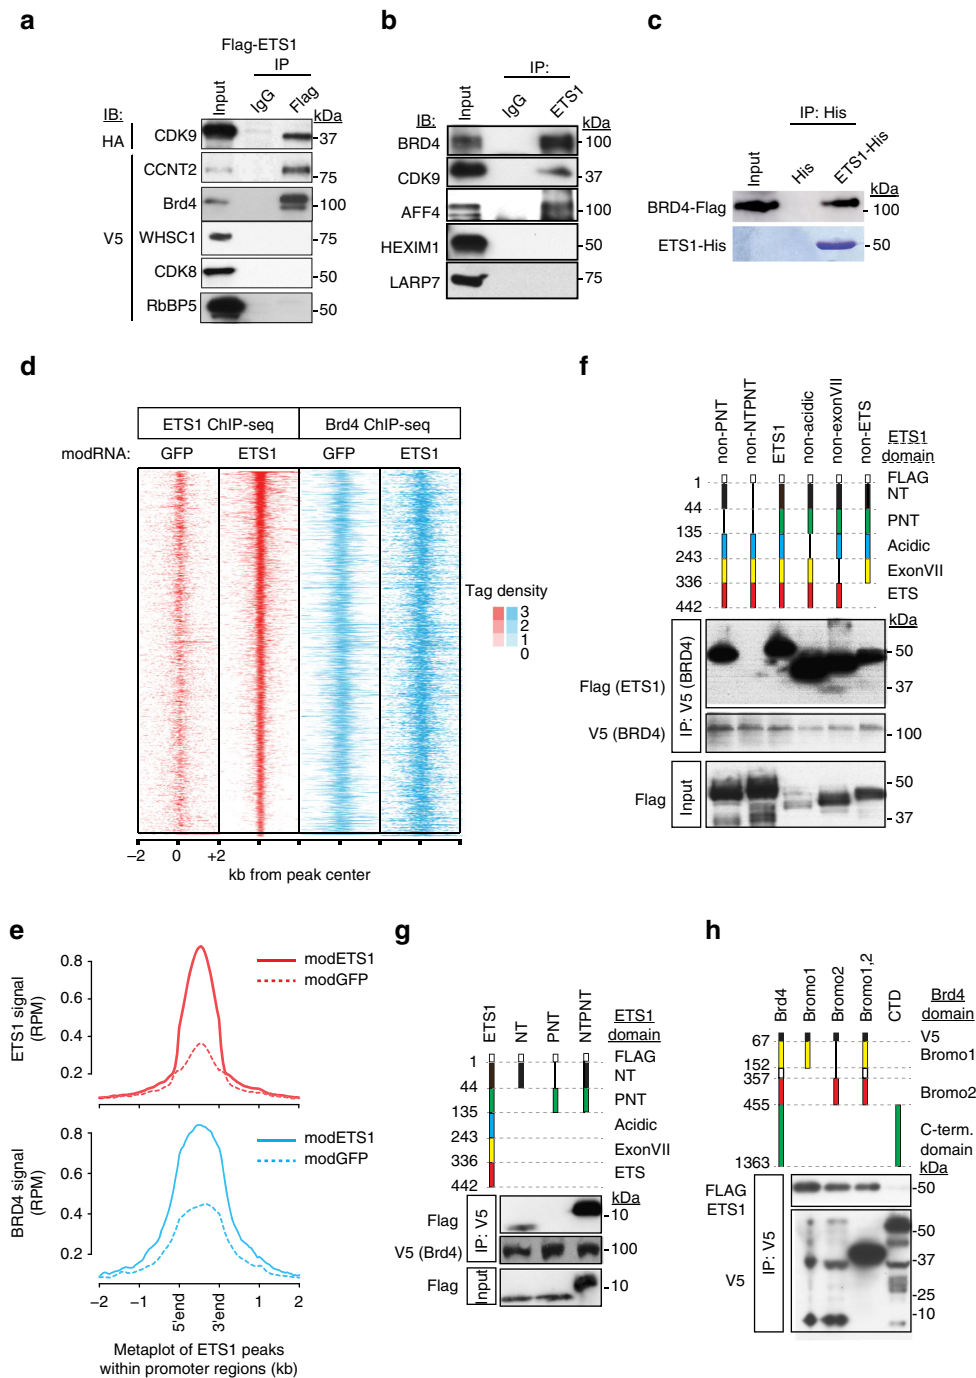 a
Flag-ETS1
IP
Input
IgG
Flag
IB:
kDa
HA
CDK9
37
CCNT2
75
Brd4
100
V5
WHSC1
75
CDK8
50
RbBP5
50
b
IP:
Input
IgG
ETS1
IB:
kDa
BRD4
100
CDK9
37
AFF4
100
HEXIM1
50
LARP7
75
c
IP: His
Input
His
ETS1-His
kDa
BRD4-Flag
100
ETS1-His
50
d
ETS1 ChIP-seq
Brd4 ChIP-seq
modRNA:
GFP
ETS1
GFP
ETS1
Tag density
3
2
1
0
−2
0
+2
kb from peak center
e
ETS1 signal
(RPM)
0.8
0.6
0.4
0.2
modETS1
modGFP
BRD4 signal
(RPM)
0.8
0.6
0.4
0.2
modETS1
modGFP
−2
−1
5'end
3'end
1
2
Metaplot of ETS1 peaks
within promoter regions (kb)
f
non-PNT
non-NTPNT
ETS1
non-acidic
non-exonVII
non-ETS
ETS1
domain
FLAG
1
NT
44
PNT
135
Acidic
243
ExonVII
336
ETS
442
kDa
IP: V5 (BRD4)
Flag (ETS1)
50
37
V5 (BRD4)
100
Input
Flag
50
37
g
ETS1
NT
PNT
NTPNT
ETS1
domain
FLAG
1
NT
44
PNT
135
Acidic
243
ExonVII
336
ETS
442
kDa
IP: V5
Flag
10
V5 (Brd4)
100
Input
Flag
10
h
Brd4
Bromo1
Bromo2
Bromo1,2
CTD
Brd4
domain
V5
67
Bromo1
152
357
Bromo2
455
C-term.
domain
1363
kDa
FLAG
ETS1
50
IP: V5
V5
50
37
25
10